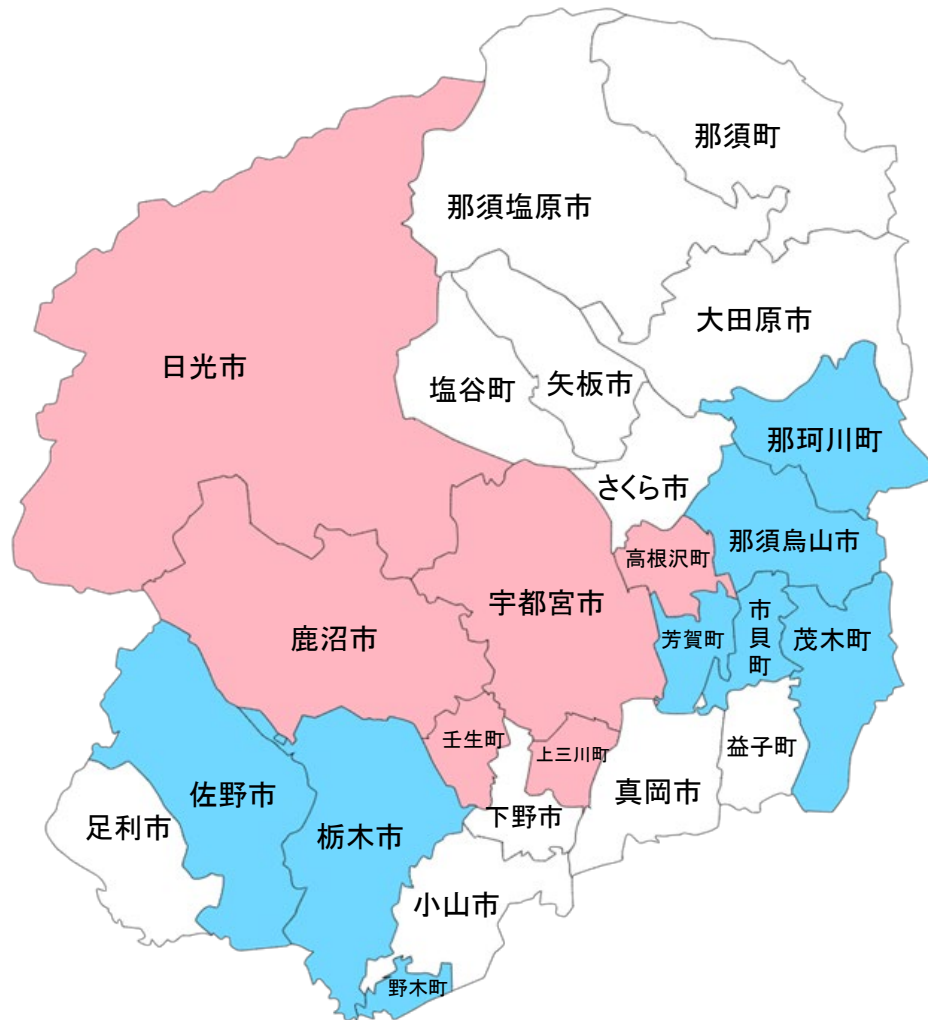 那須町
那須塩原市
大田原市
日光市
塩谷町
矢板市
那珂川町
さくら市
那須烏山市
高根沢町
宇都宮市
鹿沼市
芳賀町
市
貝
町
茂木町
壬生町
上三川町
益子町
佐野市
真岡市
下野市
足利市
栃木市
小山市
野木町